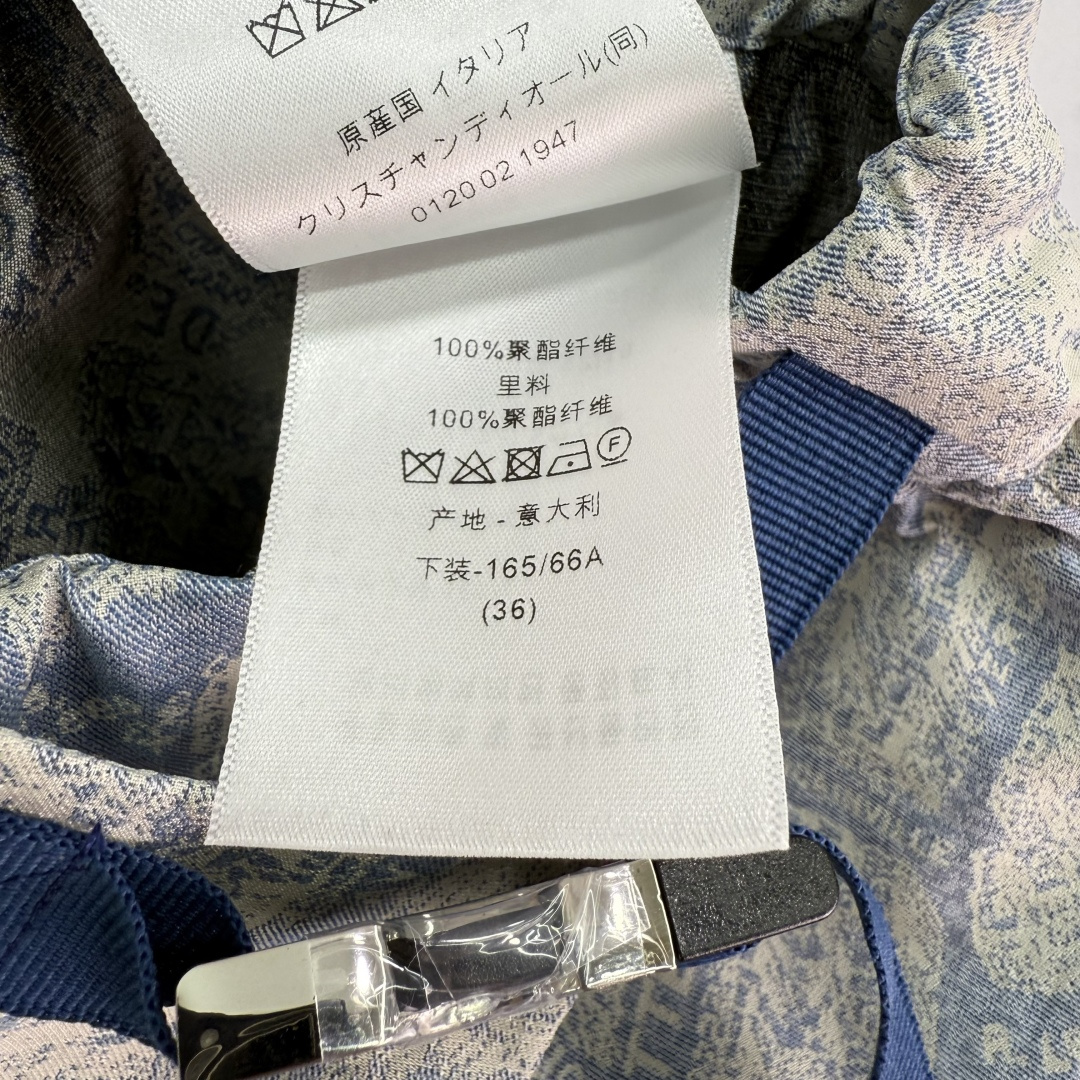 原産国 イタリア
クリスチャンディオール(同)
0120 02 1947
100%聚酯纤维
里料
100%聚酯纤维
F
产地 - 意大利
下装-165/66A
(36)